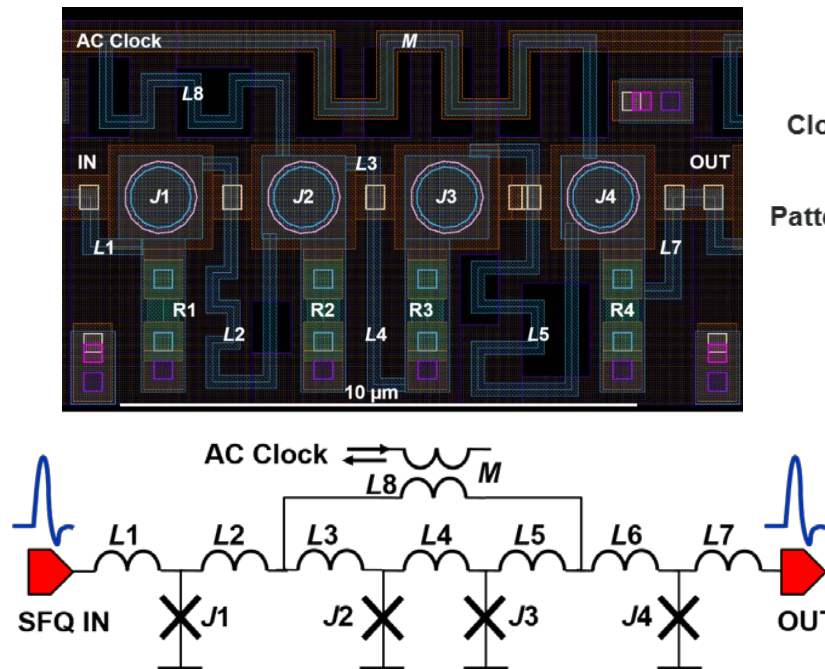 AC Clock M
L8
Clo
IN L3 OUT
J1 J2 J3 J4
Patte
L1 L7
R1 R2 R3 R4
L2 L4 L5
10 µm
AC Clock
M
L8
L1 L2 L3 L4 L5 L6 L7
SFQ IN J1 J2 J3 J4 OUT